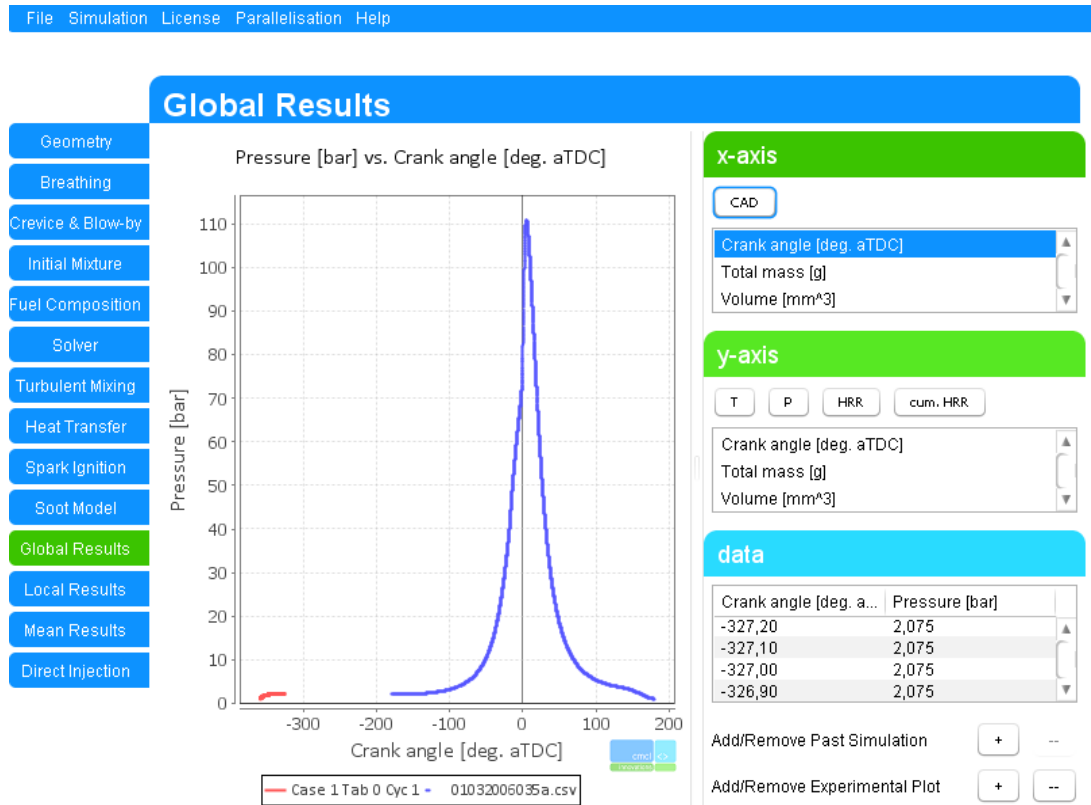 File Simulation License Parallelisation Help
Global Results
Geometry
Breathing
Crevice & Blow-by
Initial Mixture
Fuel Composition
Solver
Turbulent Mixing
Heat Transfer
Spark Ignition
Soot Model
Global Results
Local Results
Mean Results
Direct Injection
Pressure [bar] vs. Crank angle [deg. aTDC]
Pressure [bar]
110
100
90
80
70
60
50
40
30
20
10
0
-300 -200 -100 0 100 200
Crank angle [deg. aTDC]
cmcl <>
innovations
Case 1 Tab 0 Cyc 1 01032006035a.csv
x-axis
CAD
Crank angle [deg. aTDC]
Total mass [g]
Volume [mm^3]
y-axis
T P HRR cum. HRR
Crank angle [deg. aTDC]
Total mass [g]
Volume [mm^3]
data
Crank angle [deg. a... Pressure [bar]
-327,20 2,075
-327,10 2,075
-327,00 2,075
-326,90 2,075
Add/Remove Past Simulation + --
Add/Remove Experimental Plot + --